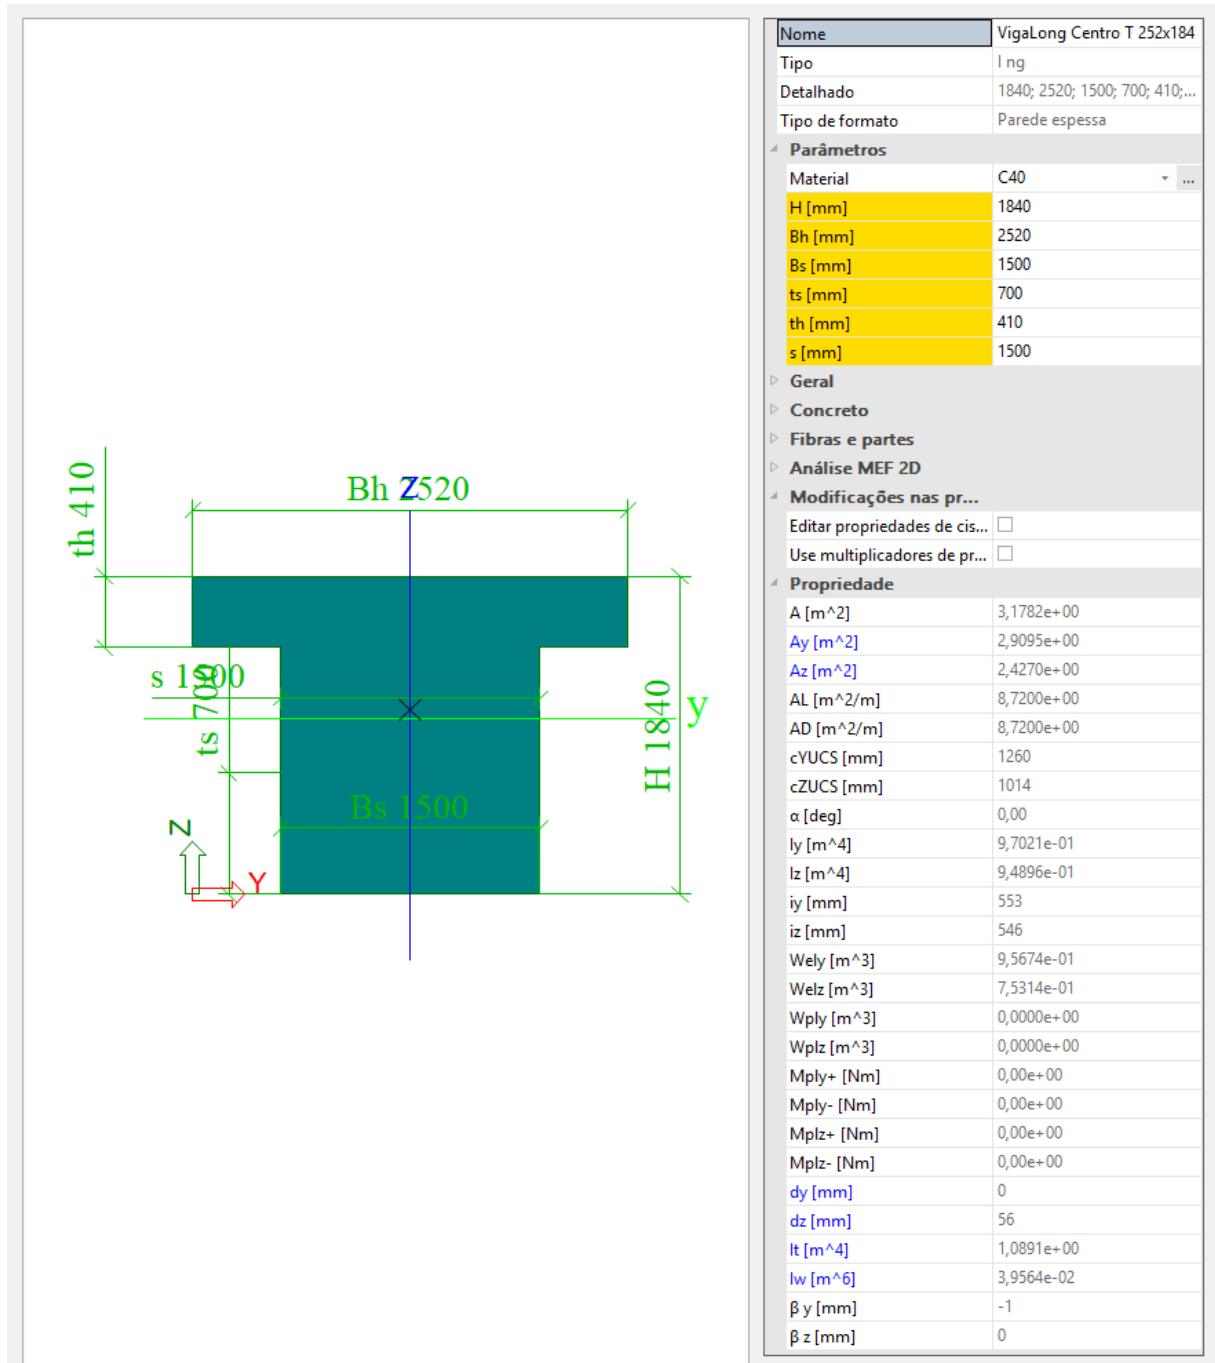 Nome VigaLong Centro T 252x184
Tipo I ng
Detalhado 1840; 2520; 1500; 700; 410;...
Tipo de formato Parede espessa
Parâmetros
Material C40 ...
H [mm] 1840
Bh [mm] 2520
Bs [mm] 1500
ts [mm] 700
th [mm] 410
s [mm] 1500
Geral
Concreto
Fibras e partes
Análise MEF 2D
Modificações nas pr...
Editar propriedades de cis...
Use multiplicadores de pr...
Propriedade
A [m^2] 3,1782e+00
Ay [m^2] 2,9095e+00
Az [m^2] 2,4270e+00
AL [m^2/m] 8,7200e+00
AD [m^2/m] 8,7200e+00
cYUCS [mm] 1260
cZUCS [mm] 1014
α [deg] 0,00
Iy [m^4] 9,7021e-01
Iz [m^4] 9,4896e-01
iy [mm] 553
iz [mm] 546
Wely [m^3] 9,5674e-01
Welz [m^3] 7,5314e-01
Wply [m^3] 0,0000e+00
Wplz [m^3] 0,0000e+00
Mply+ [Nm] 0,00e+00
Mply- [Nm] 0,00e+00
Mplz+ [Nm] 0,00e+00
Mplz- [Nm] 0,00e+00
dy [mm] 0
dz [mm] 56
It [m^4] 1,0891e+00
Iw [m^6] 3,9564e-02
β y [mm] -1
β z [mm] 0
th 410
Bh 2520
Z
s 1500
ts 700
y
H 1840
Bs 1500
Z
Y